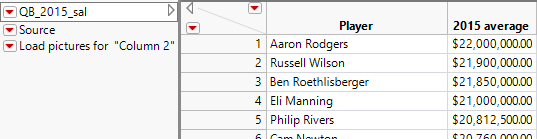 QB_2015_sal
Source
Load pictures for "Column 2"
Player 2015 average
1 Aaron Rodgers $22,000,000.00
2 Russell Wilson $21,900,000.00
3 Ben Roethlisberger $21,850,000.00
4 Eli Manning $21,000,000.00
5 Philip Rivers $20,812,500.00
6 Cam Newton $20,760,000.00